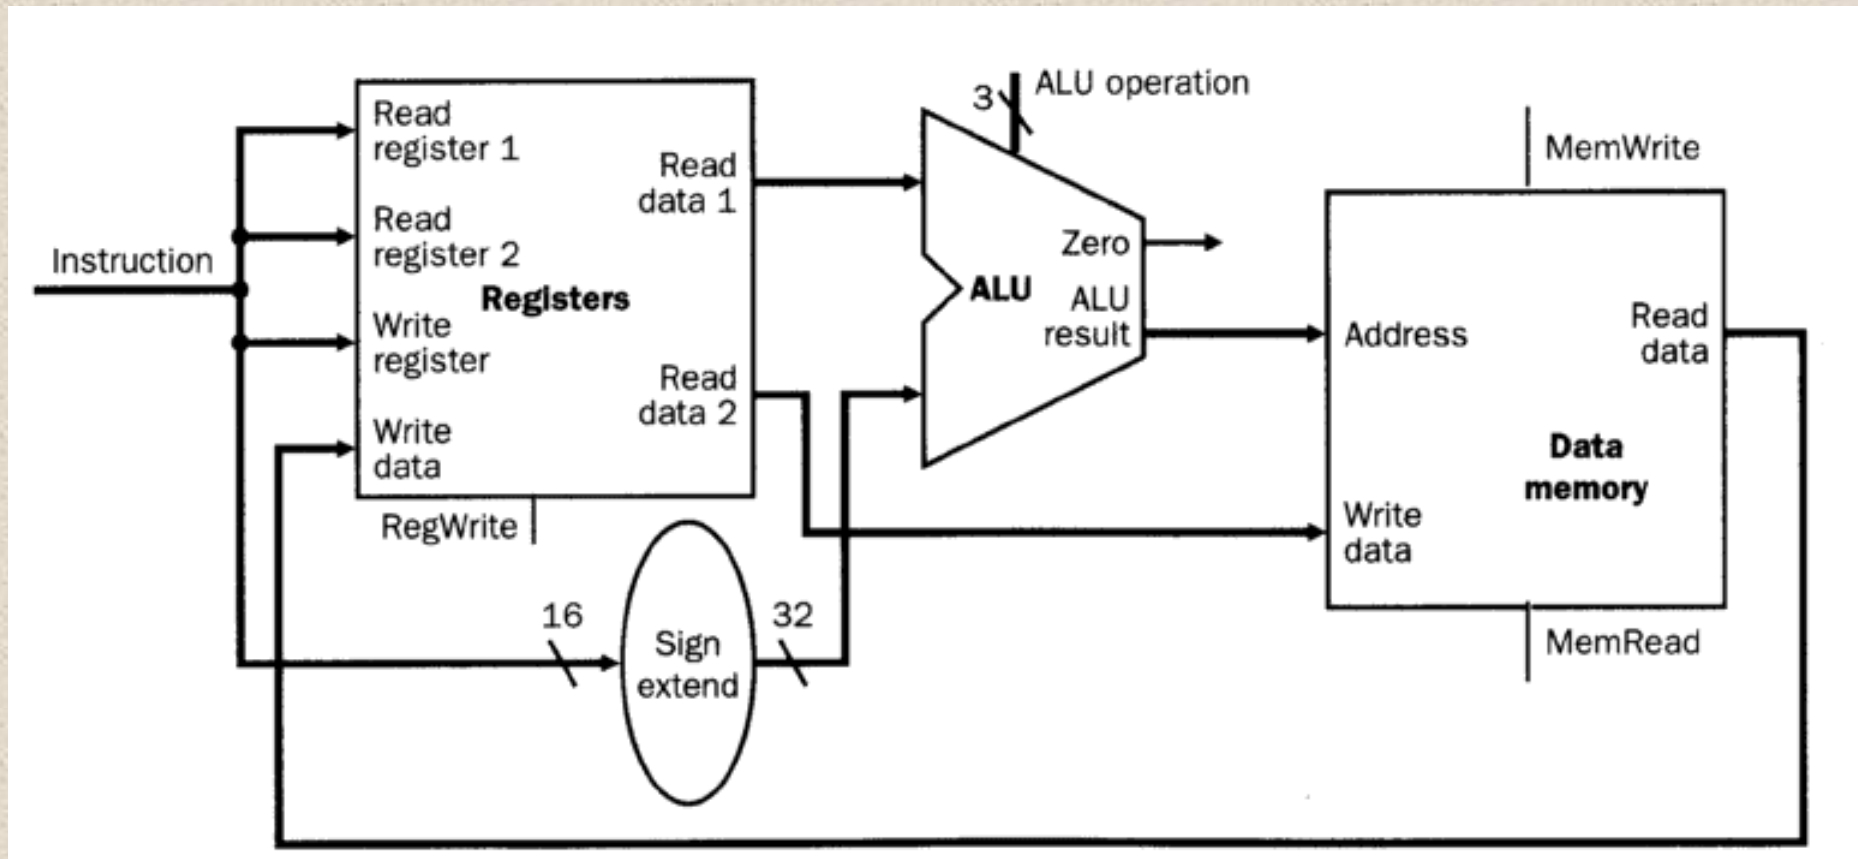 Instruction
Read
register 1
Read
register 2
Registers
Write
register
Write
data
Read
data 1
Read
data 2
RegWrite
16
Sign
extend
32
3
ALU operation
Zero
ALU
ALU
result
MemWrite
Address
Read
data
Data
memory
Write
data
MemRead